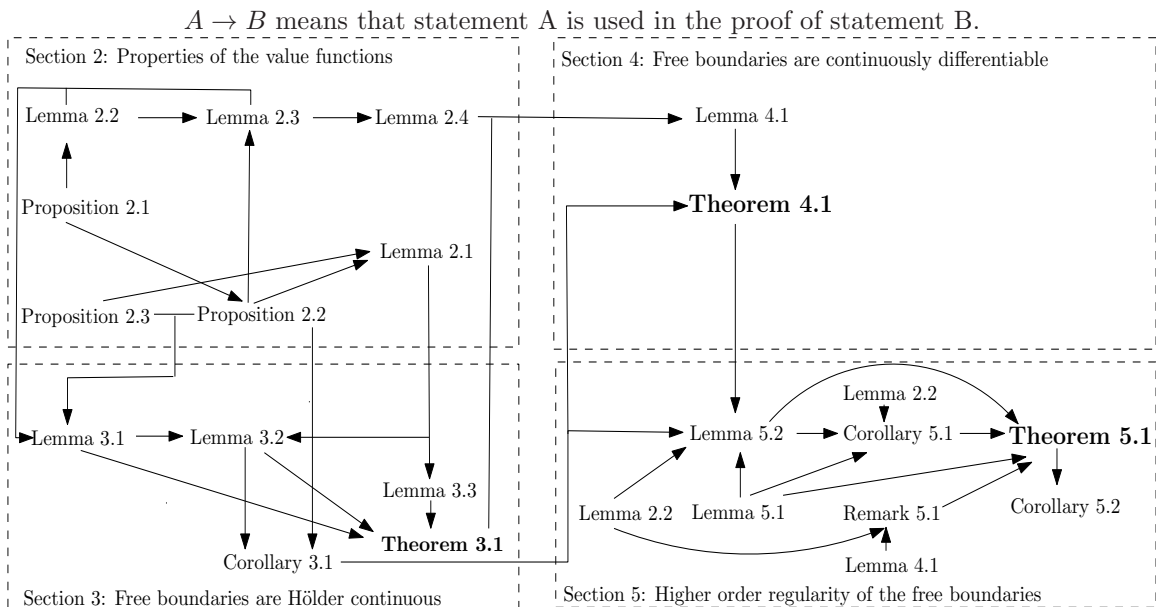 A → B means that statement A is used in the proof of statement B.
Section 2: Properties of the value functions
Lemma 2.2
Lemma 2.3
Lemma 2.4
Proposition 2.1
Lemma 2.1
Proposition 2.3
Proposition 2.2
Section 4: Free boundaries are continuously differentiable
Lemma 4.1
Theorem 4.1
Lemma 3.1
Lemma 3.2
Lemma 3.3
Theorem 3.1
Corollary 3.1
Section 3: Free boundaries are Hölder continuous
Lemma 2.2
Lemma 5.2
Corollary 5.1
Theorem 5.1
Lemma 2.2
Lemma 5.1
Remark 5.1
Corollary 5.2
Lemma 4.1
Section 5: Higher order regularity of the free boundaries